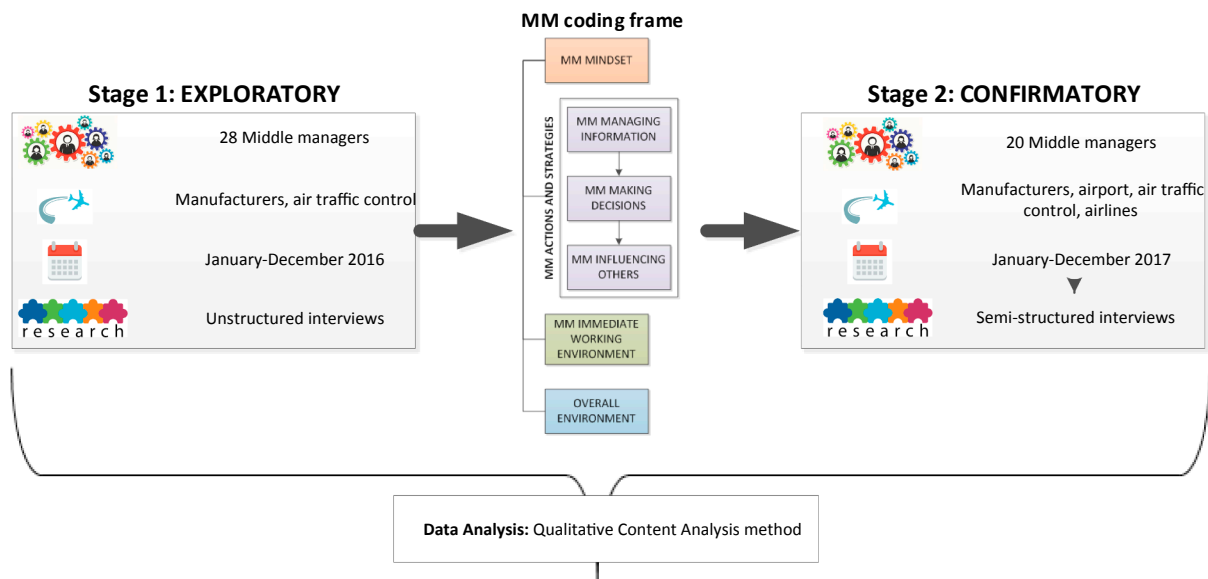 MM coding frame
Stage 1: EXPLORATORY
28 Middle managers
Manufacturers, air traffic control
January-December 2016
research
Unstructured interviews
MM MINDSET
MM ACTIONS AND STRATEGIES
MM MANAGING
INFORMATION
MM MAKING
DECISIONS
MM INFLUENCING
OTHERS
MM IMMEDIATE
WORKING
ENVIRONMENT
OVERALL
ENVIRONMENT
Stage 2: CONFIRMATORY
20 Middle managers
Manufacturers, airport, air traffic
control, airlines
January-December 2017
research
Semi-structured interviews
Data Analysis: Qualitative Content Analysis method